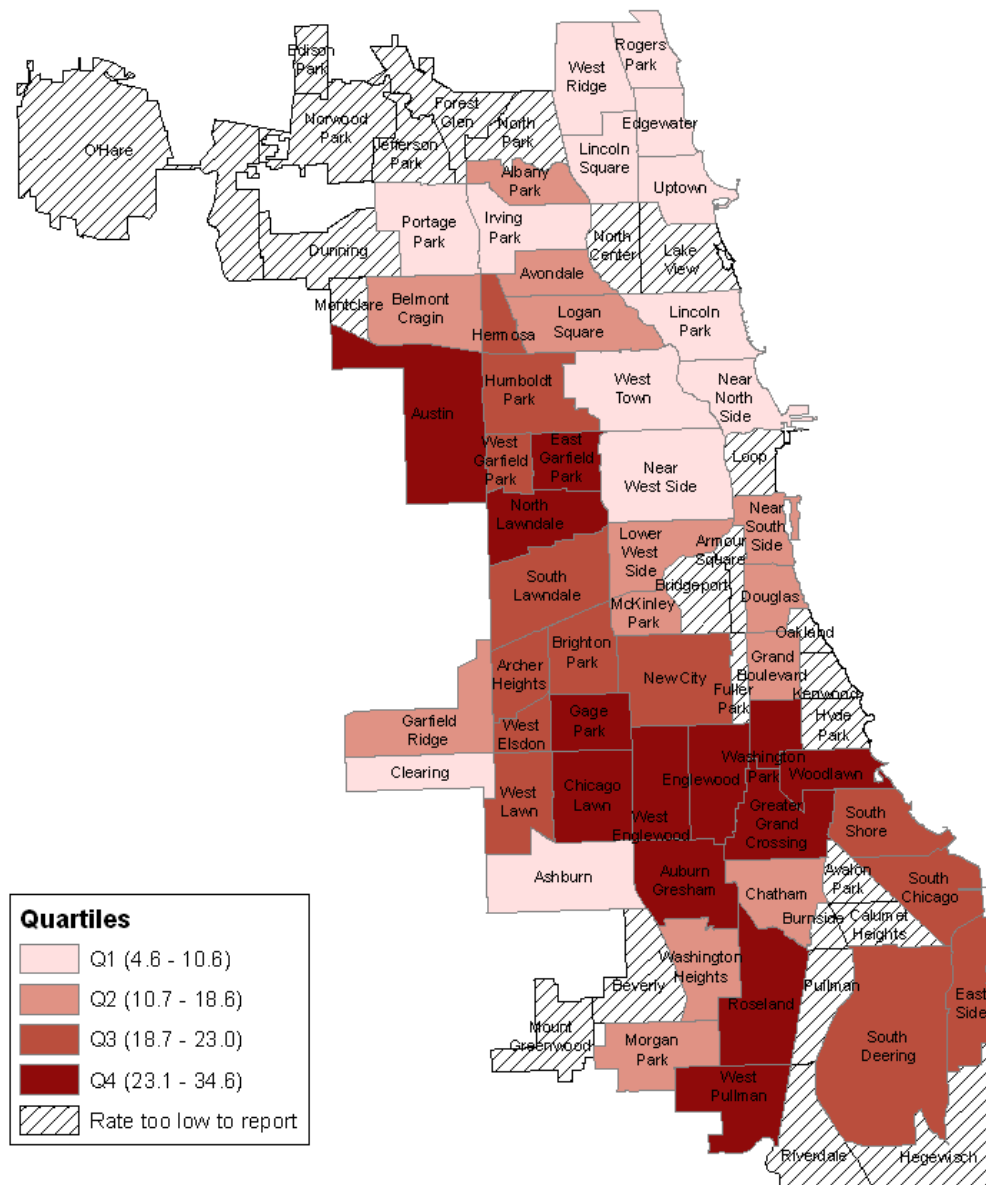 Edison
Park
Rogers
Park
West
Ridge
Forest
Glen
Norwood
Park
North
Park
Edgewater
O'Hare
Jefferson
Park
Lincoln
Square
Albany
Park
Uptown
Portage
Park
Irving
Park
North
Center
Lake
View
Dunning
Avondale
Montclare
Belmont
Cragin
Logan
Square
Lincoln
Park
Hermosa
Humboldt
Park
West
Town
Near
North
Side
Austin
West
Garfield
Park
East
Garfield
Park
Loop
Near
West Side
North
Lawndale
Near
South
Side
Lower
West
Side
Armour
Square
South
Lawndale
Bridgeport
Douglas
McKinley
Park
Oakland
Brighton
Park
Archer
Heights
New City
Grand
Boulevard
Fuller
Park
Kenwood
Gage
Park
Hyde
Park
Garfield
Ridge
West
Elsdon
Washington
Park
Clearing
Englewood
Woodlawn
West
Lawn
Chicago
Lawn
West
Englewood
Greater
Grand
Crossing
South
Shore
Ashburn
Auburn
Gresham
Chatham
Avalon
Park
South
Chicago
Burnside
Calumet
Heights
Washington
Heights
Beverly
Pullman
Roseland
East
Side
Mount
Greenwood
Morgan
Park
South
Deering
West
Pullman
Riverdale
Hegewisch
Quartiles
Q1 (4.6 - 10.6)
Q2 (10.7 - 18.6)
Q3 (18.7 - 23.0)
Q4 (23.1 - 34.6)
Rate too low to report